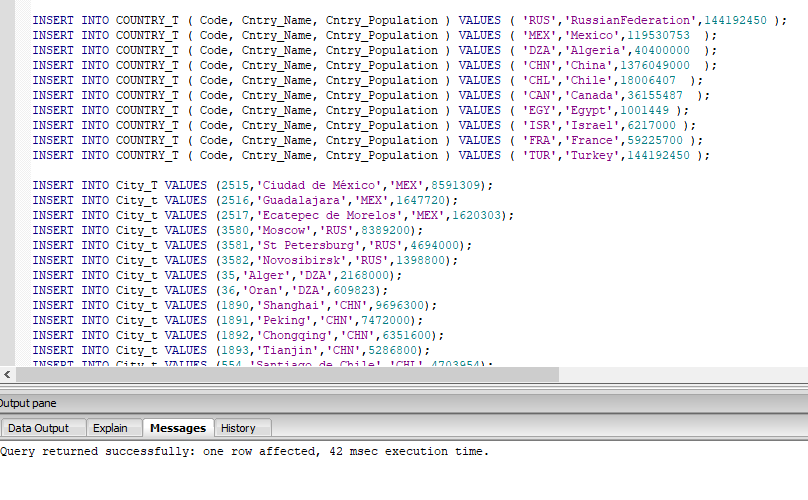 INSERT INTO COUNTRY_T ( Code, Cntry_Name, Cntry_Population ) VALUES ( 'RUS','RussianFederation',144192450 );
INSERT INTO COUNTRY_T ( Code, Cntry_Name, Cntry_Population ) VALUES ( 'MEX','Mexico',119530753  );
INSERT INTO COUNTRY_T ( Code, Cntry_Name, Cntry_Population ) VALUES ( 'DZA','Algeria',40400000  );
INSERT INTO COUNTRY_T ( Code, Cntry_Name, Cntry_Population ) VALUES ( 'CHN','China',1376049000  );
INSERT INTO COUNTRY_T ( Code, Cntry_Name, Cntry_Population ) VALUES ( 'CHL','Chile',18006407  );
INSERT INTO COUNTRY_T ( Code, Cntry_Name, Cntry_Population ) VALUES ( 'CAN','Canada',36155487  );
INSERT INTO COUNTRY_T ( Code, Cntry_Name, Cntry_Population ) VALUES ( 'EGY','Egypt',1001449 );
INSERT INTO COUNTRY_T ( Code, Cntry_Name, Cntry_Population ) VALUES ( 'ISR','Israel',6217000 );
INSERT INTO COUNTRY_T ( Code, Cntry_Name, Cntry_Population ) VALUES ( 'FRA','France',59225700 );
INSERT INTO COUNTRY_T ( Code, Cntry_Name, Cntry_Population ) VALUES ( 'TUR','Turkey',144192450 );
INSERT INTO City_T VALUES (2515,'Ciudad de México','MEX',8591309);
INSERT INTO City_t VALUES (2516,'Guadalajara','MEX',1647720);
INSERT INTO City_t VALUES (2517,'Ecatepec de Morelos','MEX',1620303);
INSERT INTO City_t VALUES (3580,'Moscow','RUS',8389200);
INSERT INTO City_t VALUES (3581,'St Petersburg','RUS',4694000);
INSERT INTO City_t VALUES (3582,'Novosibirsk','RUS',1398800);
INSERT INTO City_t VALUES (35,'Alger','DZA',2168000);
INSERT INTO City_t VALUES (36,'Oran','DZA',609823);
INSERT INTO City_t VALUES (1890,'Shanghai','CHN',9696300);
INSERT INTO City_t VALUES (1891,'Peking','CHN',7472000);
INSERT INTO City_t VALUES (1892,'Chongqing','CHN',6351600);
INSERT INTO City_t VALUES (1893,'Tianjin','CHN',5286800);
INSERT INTO City_t VALUES (554,'Santiago de Chile','CHL',4703954);
Output pane
Data Output Explain Messages History
Query returned successfully: one row affected, 42 msec execution time.